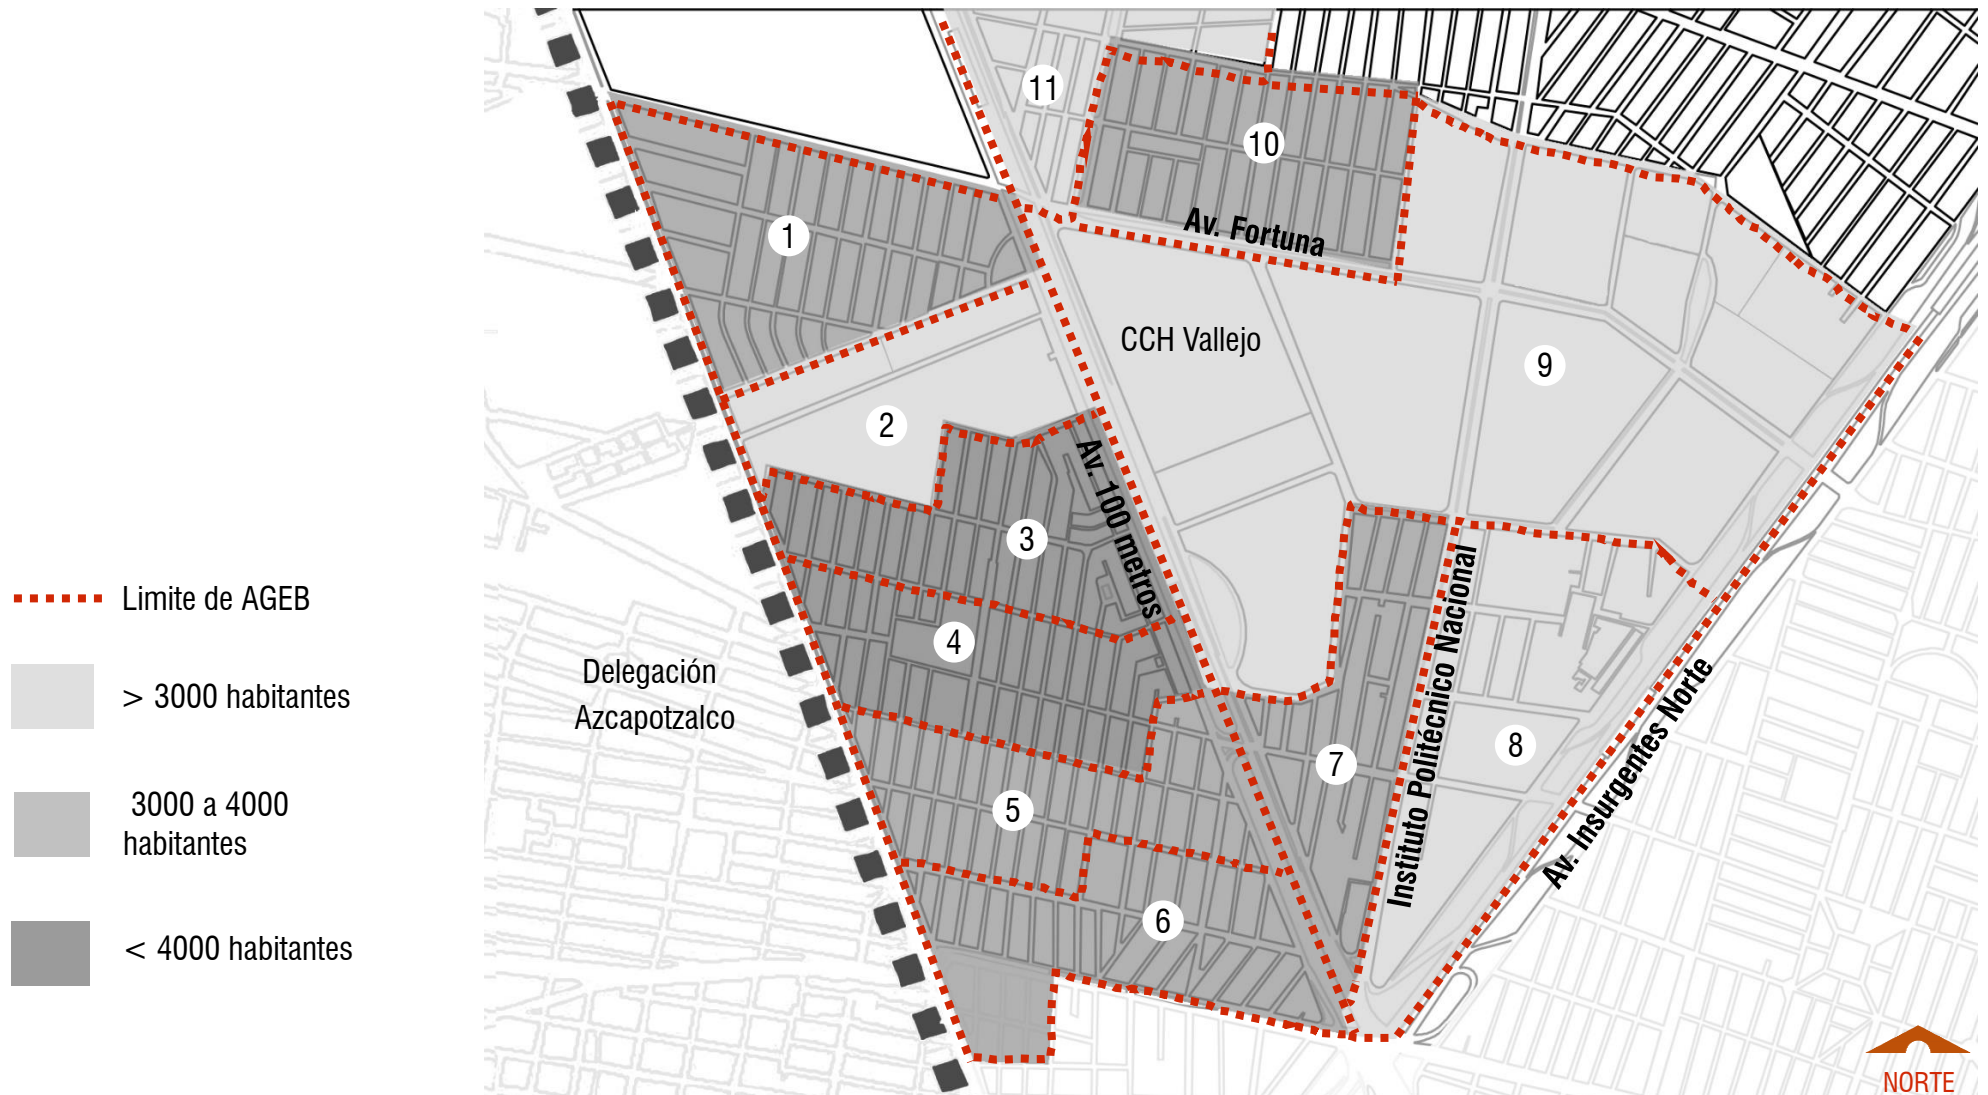 11
10
Av. Fortuna
1
CCH Vallejo
9
2
Av. 100 metros
3
4
Instituto Politécnico Nacional
Limite de AGEB
> 3000 habitantes
Delegación
Azcapotzalco
Av. Insurgentes Norte
8
7
3000 a 4000
habitantes
5
6
< 4000 habitantes
NORTE